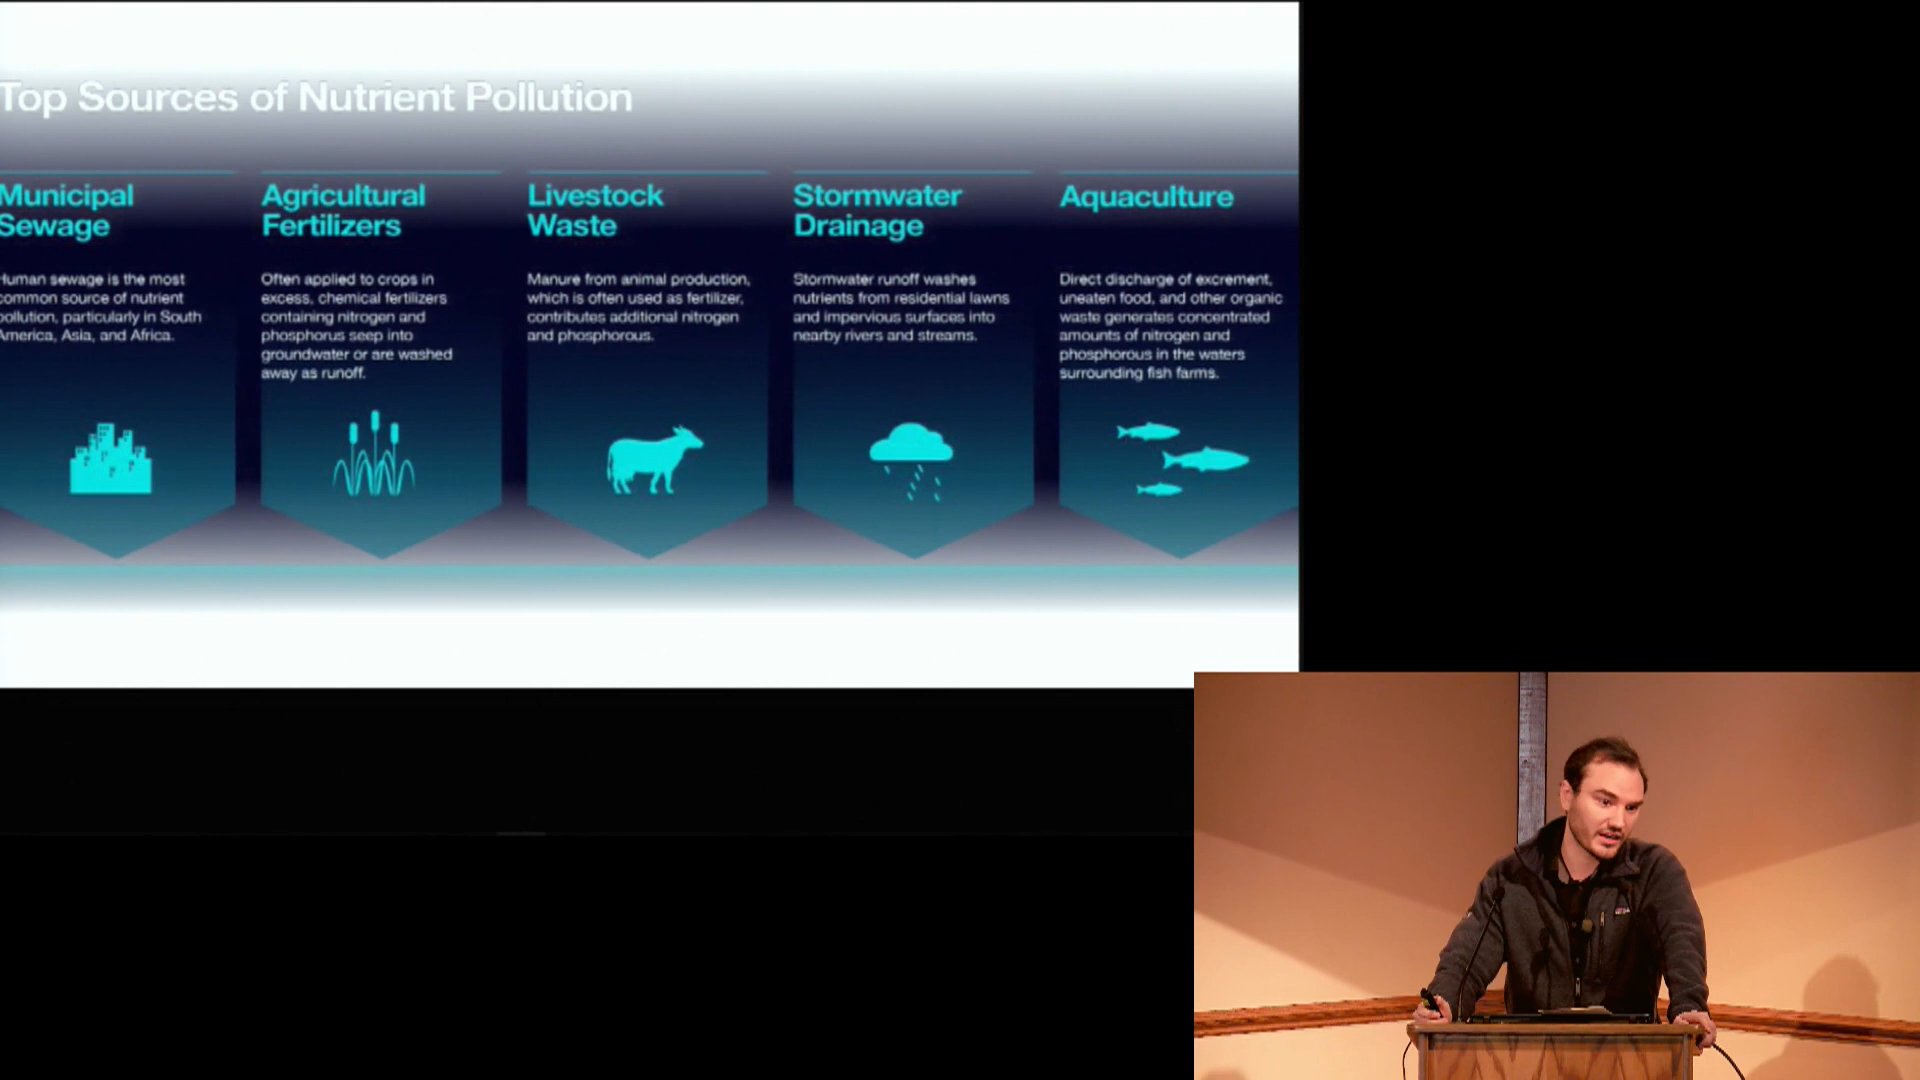 Top Sources of Nutrient Pollution
Municipal
Sewage
Human sewage is the most
common source of nutrient
pollution, particularly in South
America, Asia, and Africa.
Agricultural
Fertilizers
Often applied to crops in
excess, chemical fertilizers
containing nitrogen and
phosphorus seep into
groundwater or are washed
away as runoff.
Livestock
Waste
Manure from animal production,
which is often used as fertilizer,
contributes additional nitrogen
and phosphorous.
Stormwater
Drainage
Stormwater runoff washes
nutrients from residential lawns
and impervious surfaces into
nearby rivers and streams.
Aquaculture
Direct discharge of excrement,
uneaten food, and other organic
waste generates concentrated
amounts of nitrogen and
phosphorous in the waters
surrounding fish farms.